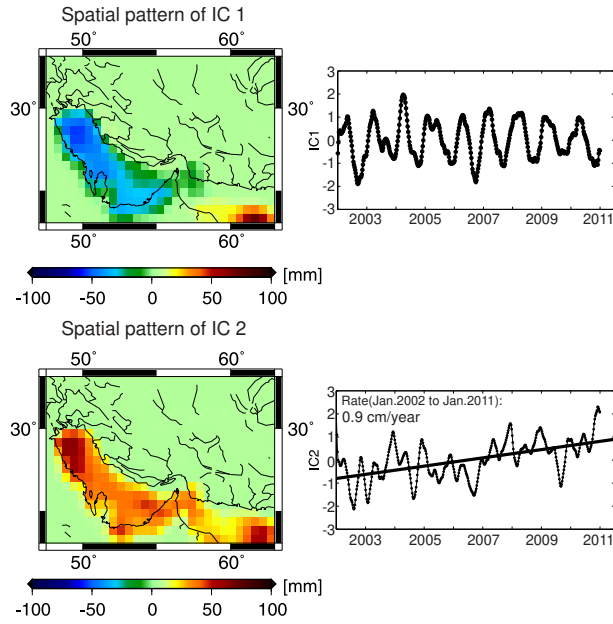 Spatial pattern of IC 1
50° 60°
30° 30°
50° 60°
[mm]
-100 -50 0 50 100
3
2
1
0
-1
-2
-3
IC1
2003 2005 2007 2009 2011
Spatial pattern of IC 2
50° 60°
30° 30°
50° 60°
[mm]
-100 -50 0 50 100
3
2
1
0
-1
-2
-3
IC2
Rate(Jan.2002 to Jan.2011):
0.9 cm/year
2003 2005 2007 2009 2011